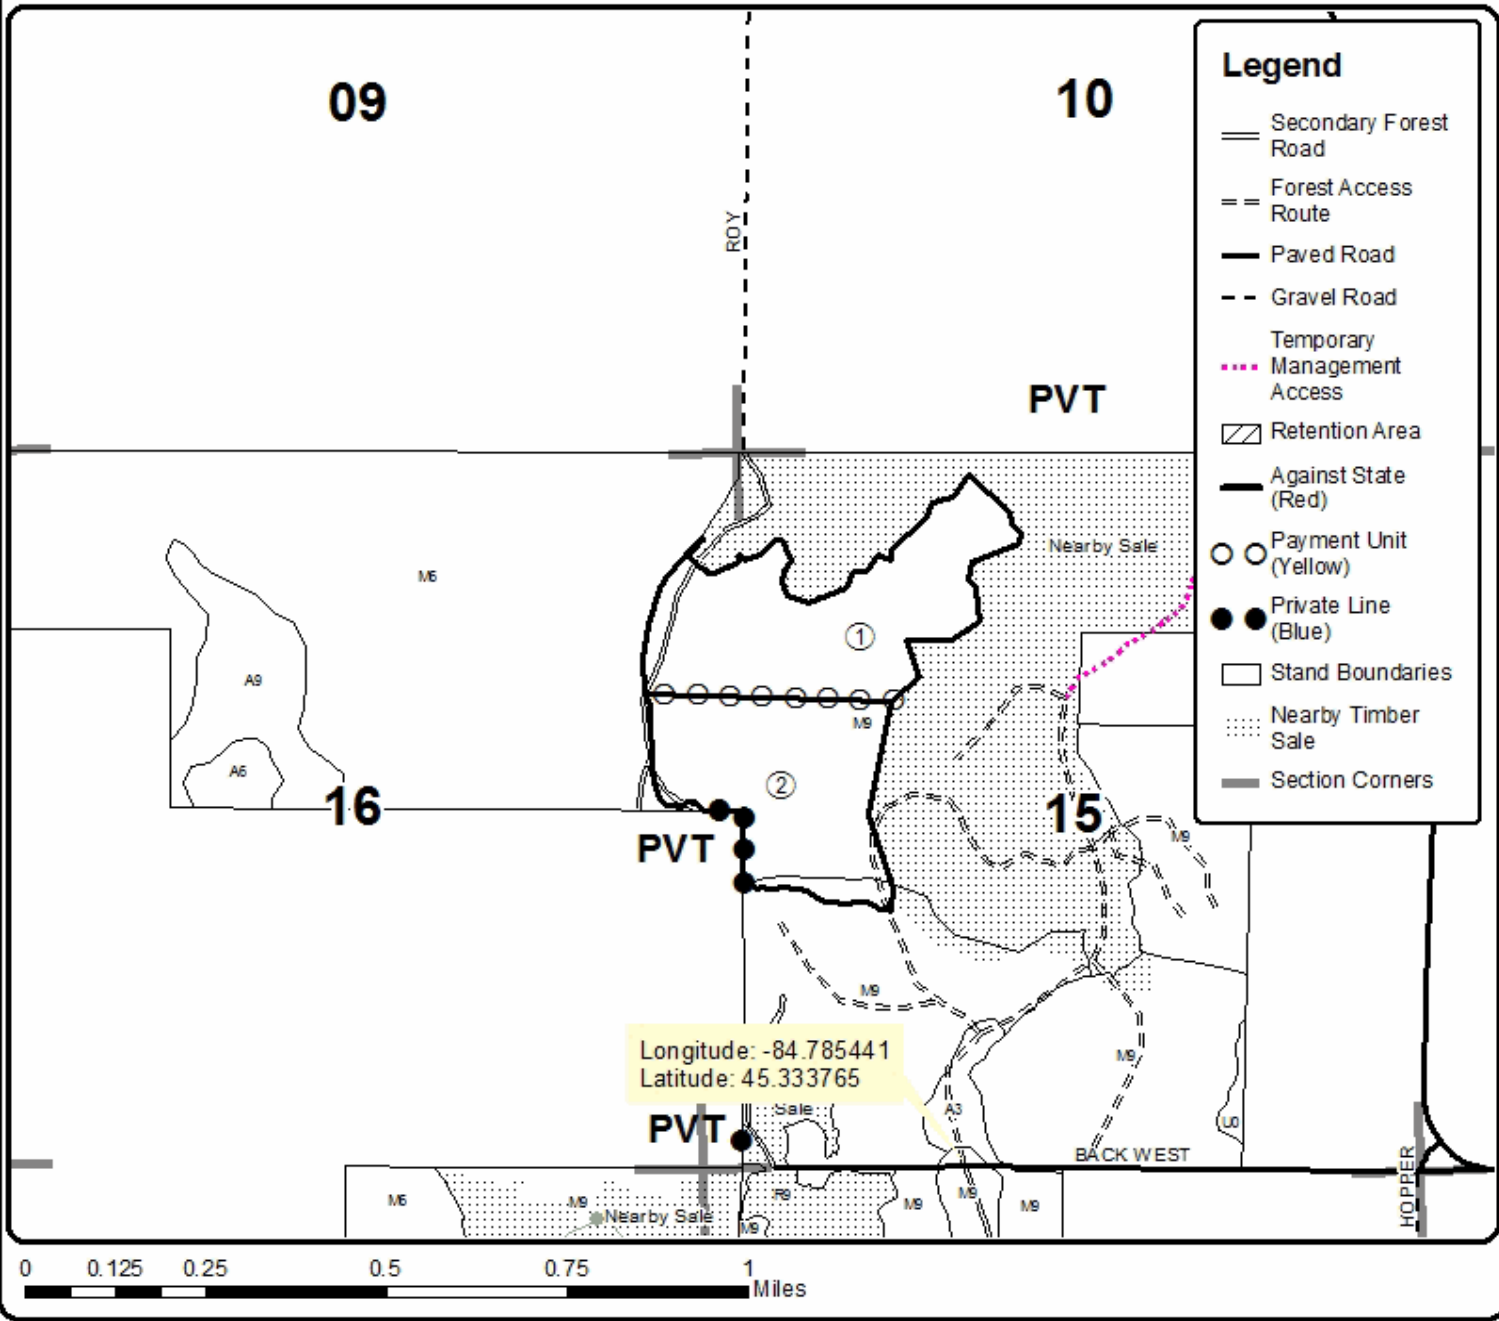 09
10
ROY
PVT
Legend
Secondary Forest
Road
Forest Access
Route
Paved Road
Gravel Road
Temporary
Management
Access
Retention Area
Against State
(Red)
Payment Unit
(Yellow)
Private Line
(Blue)
Stand Boundaries
Nearby Timber
Sale
Section Corners
Nearby Sale
M6
1
A9
M9
A6
2
16
15
PVT
M9
M9
Longitude: -84.785441
Latitude: 45.333765
M9
Sale
A3
U0
PVT
BACK WEST
HOPPER
M6
M9
R9
M9
M9
M9
Nearby Sale
M9
0 0.125 0.25 0.5 0.75 1
Miles